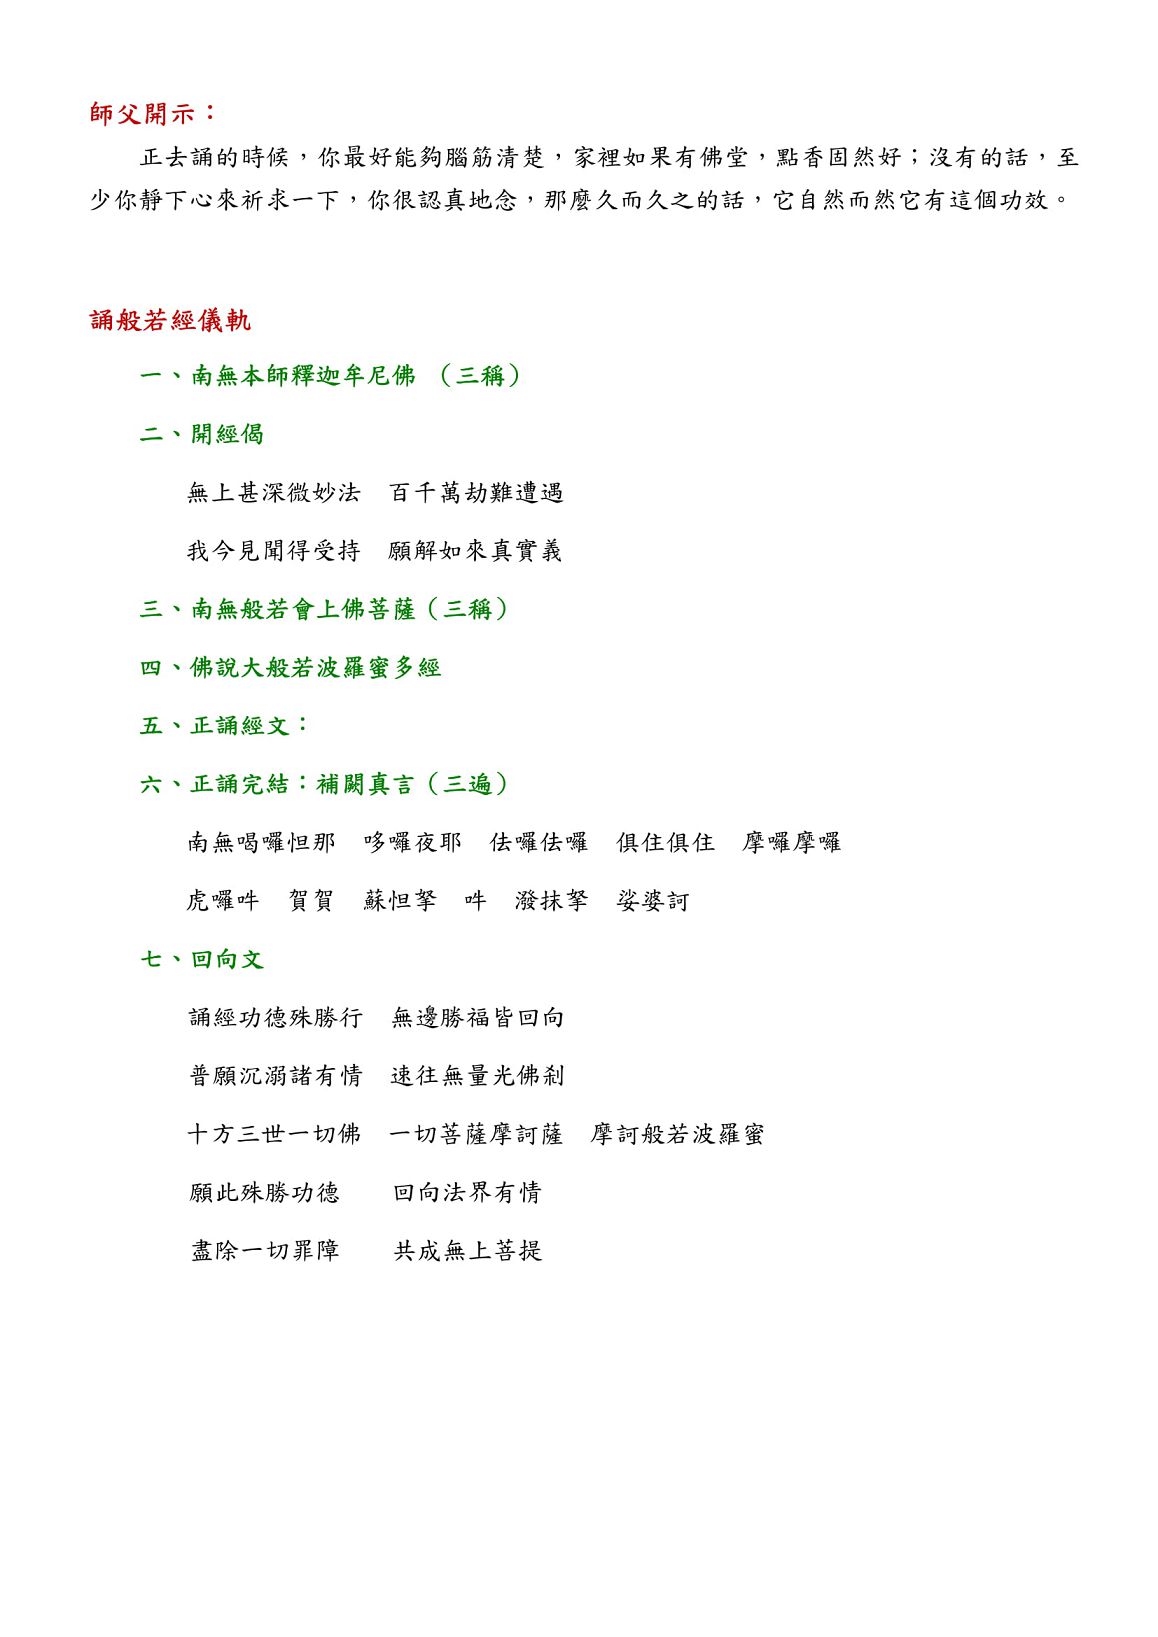 師父開示：
正去誦的時候，你最好能夠腦筋清楚，家裡如果有佛堂，點香固然好；沒有的話，至
少你靜下心來祈求一下，你很認真地念，那麼久而久之的話，它自然而然它有這個功效。
誦般若經儀軌
一、南無本師釋迦牟尼佛　（三稱）
二、開經偈
無上甚深微妙法　百千萬劫難遭遇
我今見聞得受持　願解如來真實義
三、南無般若會上佛菩薩（三稱）
四、佛說大般若波羅蜜多經
五、正誦經文：
六、正誦完結：補闕真言（三遍）
南無喝囉怛那　哆囉夜耶　佉囉佉囉　俱住俱住　摩囉摩囉
虎囉吽　賀賀　蘇怛拏　吽　潑抹拏　娑婆訶
七、回向文
誦經功德殊勝行　無邊勝福皆回向
普願沉溺諸有情　速往無量光佛剎
十方三世一切佛　一切菩薩摩訶薩　摩訶般若波羅蜜
願此殊勝功德　　回向法界有情
盡除一切罪障　　共成無上菩提